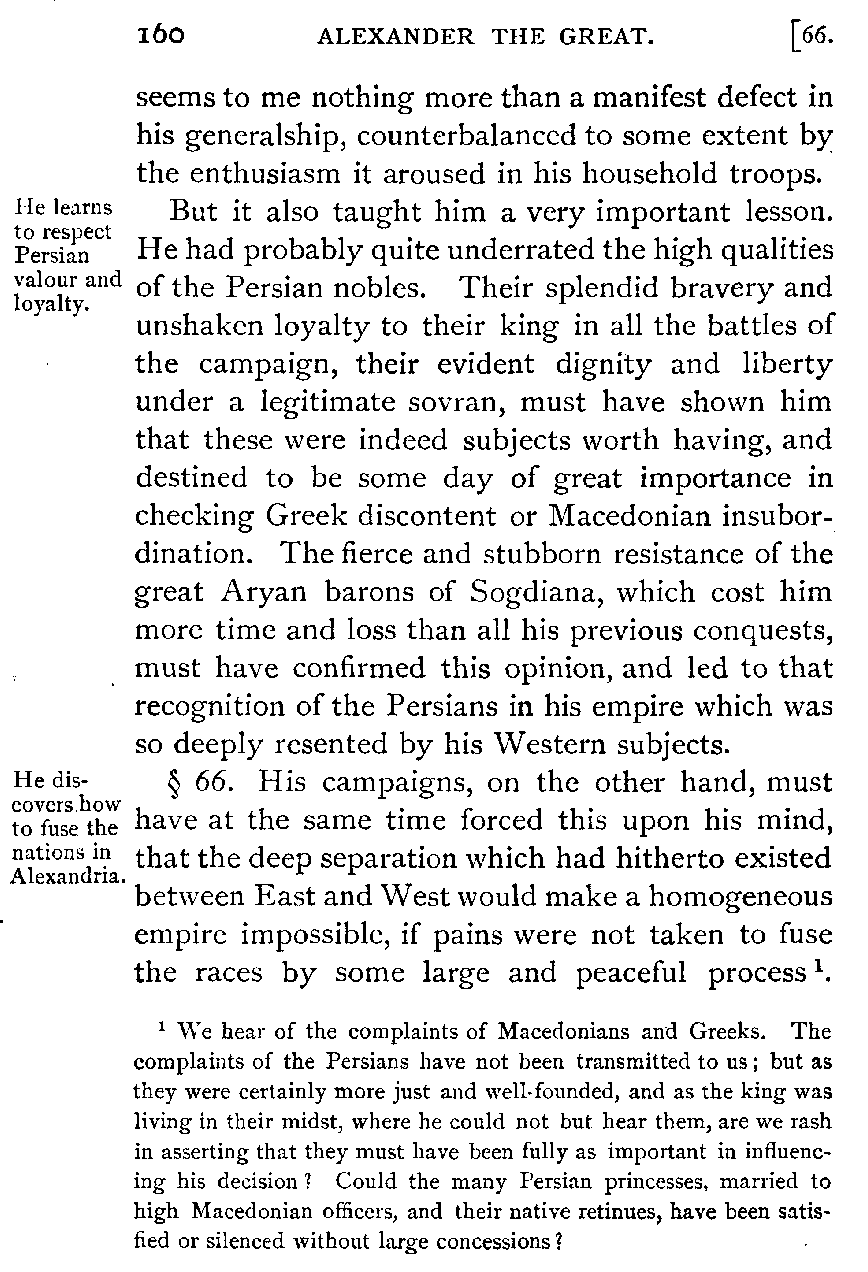 160 ALEXANDER THE GREAT. [66.
seems to me nothing more than a manifest defect in
his generalship, counterbalanced to some extent by
the enthusiasm it aroused in his household troops.
He learns
to respect
Persian
valour and
loyalty.
But it also taught him a very important lesson.
He had probably quite underrated the high qualities
of the Persian nobles. Their splendid bravery and
unshaken loyalty to their king in all the battles of
the campaign, their evident dignity and liberty
under a legitimate sovran, must have shown him
that these were indeed subjects worth having, and
destined to be some day of great importance in
checking Greek discontent or Macedonian insubor-
dination. The fierce and stubborn resistance of the
great Aryan barons of Sogdiana, which cost him
more time and loss than all his previous conquests,
must have confirmed this opinion, and led to that
recognition of the Persians in his empire which was
so deeply resented by his Western subjects.
He dis-
covers how
to fuse the
nations in
Alexandria.
§ 66. His campaigns, on the other hand, must
have at the same time forced this upon his mind,
that the deep separation which had hitherto existed
between East and West would make a homogeneous
empire impossible, if pains were not taken to fuse
the races by some large and peaceful process ¹.
¹ We hear of the complaints of Macedonians and Greeks. The
complaints of the Persians have not been transmitted to us; but as
they were certainly more just and well-founded, and as the king was
living in their midst, where he could not but hear them, are we rash
in asserting that they must have been fully as important in influenc-
ing his decision? Could the many Persian princesses, married to
high Macedonian officers, and their native retinues, have been satis-
fied or silenced without large concessions?